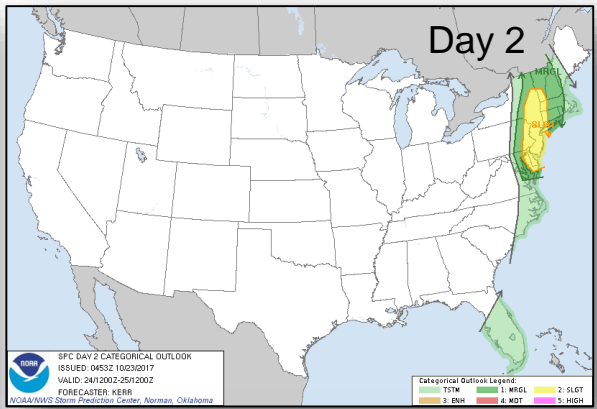 Day 2
MRGL
SLGT
NOAA
SPC DAY 2 CATEGORICAL OUTLOOK
ISSUED: 0453Z 10/23/2017
VALID: 24/1200Z-25/1200Z
FORECASTER: KERR
NOAA/NWS Storm Prediction Center, Norman, Oklahoma
Categorical Outlook Legend:
TSTM 1: MRGL 2: SLGT
3: ENH 4: MDT 5: HIGH